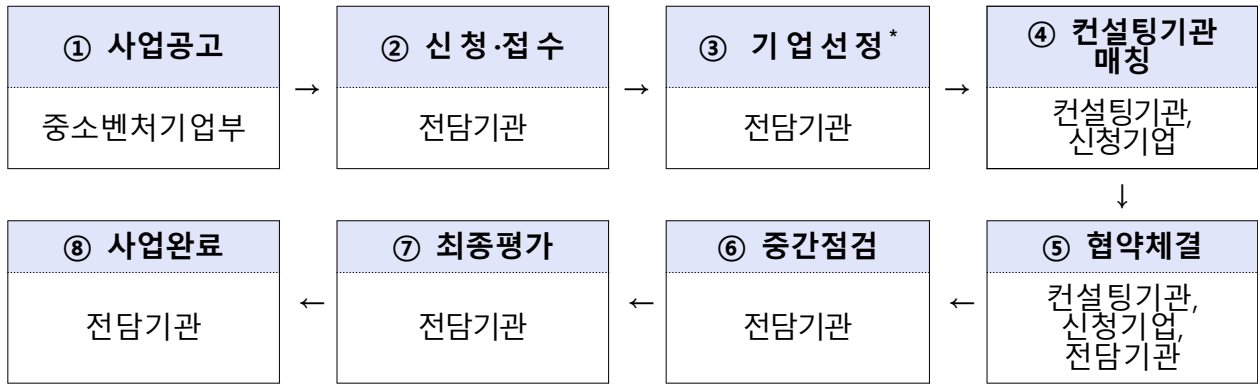 ① 사업공고
중소벤처기업부
→
② 신 청·접 수
전담기관
→
③ 기 업 선 정*
전담기관
→
④ 컨설팅기관
매칭
컨설팅기관,
신청기업
↓
⑤ 협약체결
컨설팅기관,
신청기업,
전담기관
←
⑥ 중간점검
전담기관
←
⑦ 최종평가
전담기관
←
⑧ 사업완료
전담기관